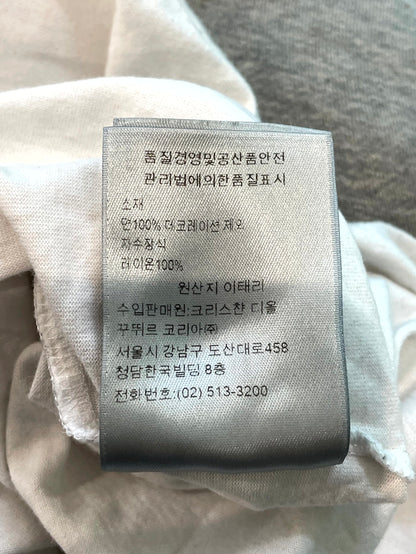 품질경영및공산품안전
관리법에의한품질표시
소재
면100% 데코레이션 제외
자수장식
레이온100%
원산지 이태리
수입판매원:크리스챤 디올
꾸뛰르 코리아㈜
서울시 강남구 도산대로458
청담한국빌딩 8층
전화번호:(02) 513-3200